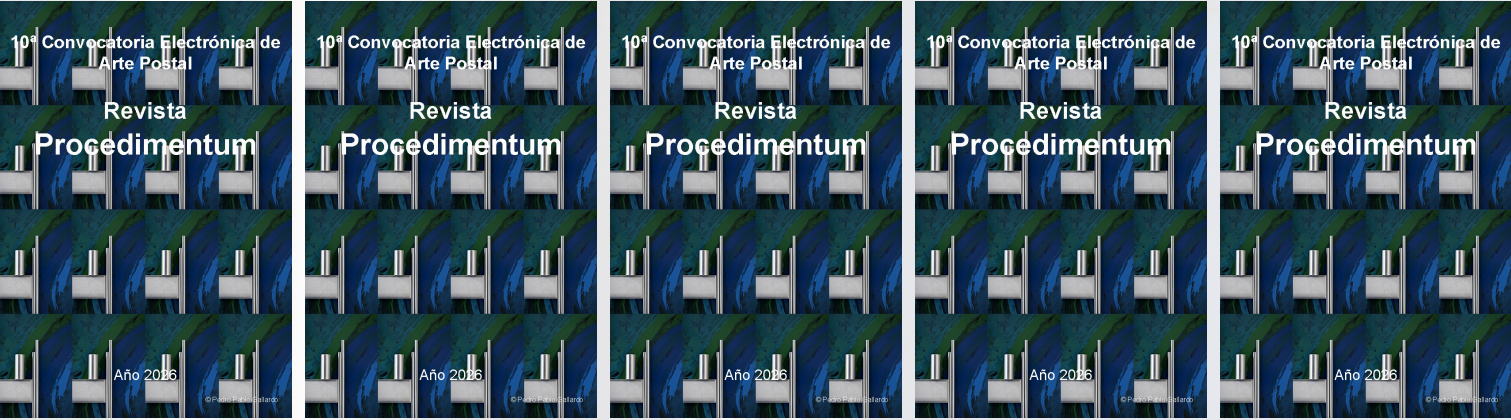 10ª Convocatoria Electrónica de
Arte Postal
Revista
Procedimentum
Año 2026
© Pedro Pablo Gallardo
10ª Convocatoria Electrónica de
Arte Postal
Revista
Procedimentum
Año 2026
© Pedro Pablo Gallardo
10ª Convocatoria Electrónica de
Arte Postal
Revista
Procedimentum
Año 2026
© Pedro Pablo Gallardo
10ª Convocatoria Electrónica de
Arte Postal
Revista
Procedimentum
Año 2026
© Pedro Pablo Gallardo
10ª Convocatoria Electrónica de
Arte Postal
Revista
Procedimentum
Año 2026
© Pedro Pablo Gallardo